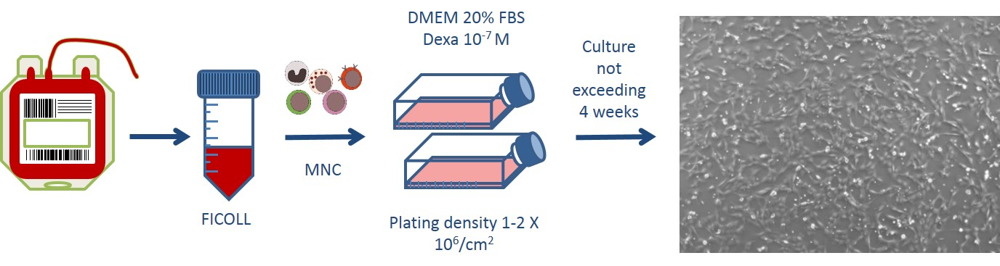 FICOLL
MNC
DMEM 20% FBS
Dexa 10⁻⁷ M
Plating density 1-2 X
10⁶/cm²
Culture
not
exceeding
4 weeks